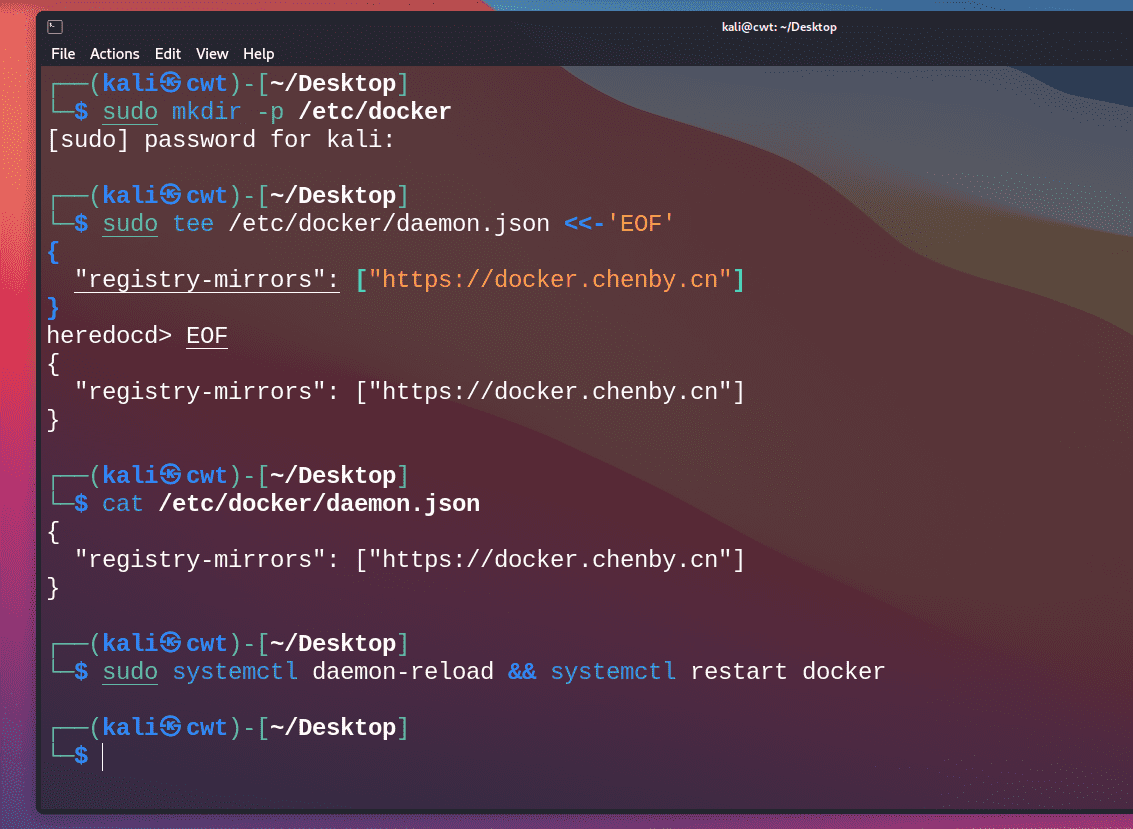 kali@cwt: ~/Desktop
File Actions Edit View Help
┌──(kali㉿cwt)-[~/Desktop]
└─$ sudo mkdir -p /etc/docker
[sudo] password for kali:
┌──(kali㉿cwt)-[~/Desktop]
└─$ sudo tee /etc/docker/daemon.json <<-'EOF'
{
  "registry-mirrors": ["https://docker.chenby.cn"]
}
heredocd> EOF
{
  "registry-mirrors": ["https://docker.chenby.cn"]
}
┌──(kali㉿cwt)-[~/Desktop]
└─$ cat /etc/docker/daemon.json
{
  "registry-mirrors": ["https://docker.chenby.cn"]
}
┌──(kali㉿cwt)-[~/Desktop]
└─$ sudo systemctl daemon-reload && systemctl restart docker
┌──(kali㉿cwt)-[~/Desktop]
└─$